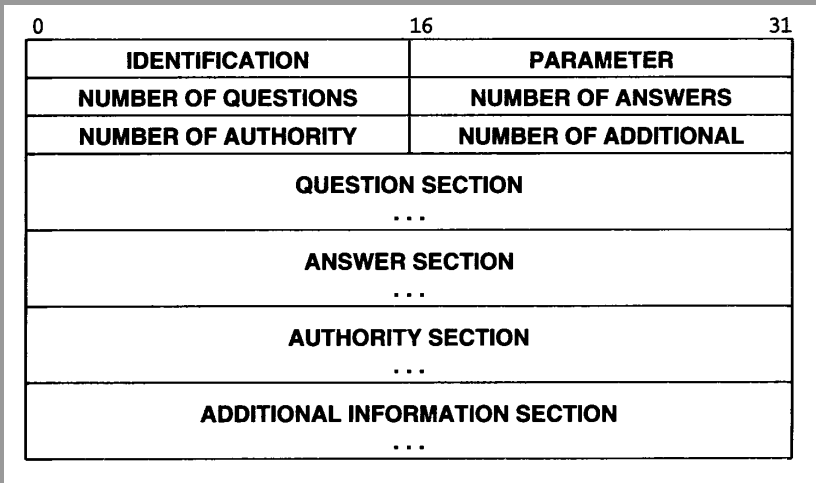 0 16 31
IDENTIFICATION PARAMETER
NUMBER OF QUESTIONS NUMBER OF ANSWERS
NUMBER OF AUTHORITY NUMBER OF ADDITIONAL
QUESTION SECTION
...
ANSWER SECTION
...
AUTHORITY SECTION
...
ADDITIONAL INFORMATION SECTION
...